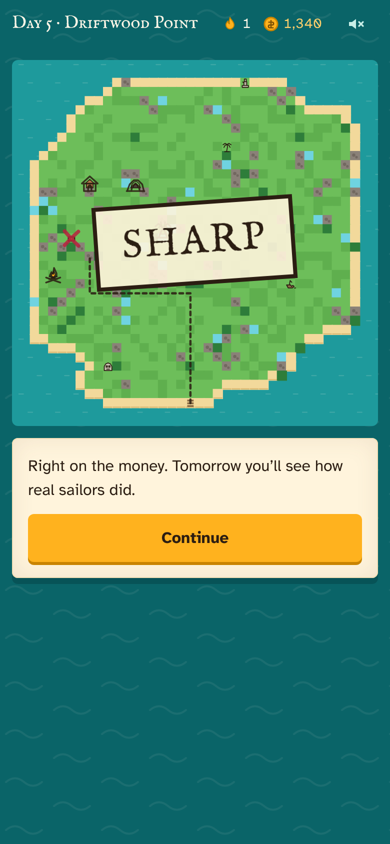 Day 5 · Driftwood Point
1
1,340
SHARP
Right on the money. Tomorrow you’ll see how
real sailors did.
Continue